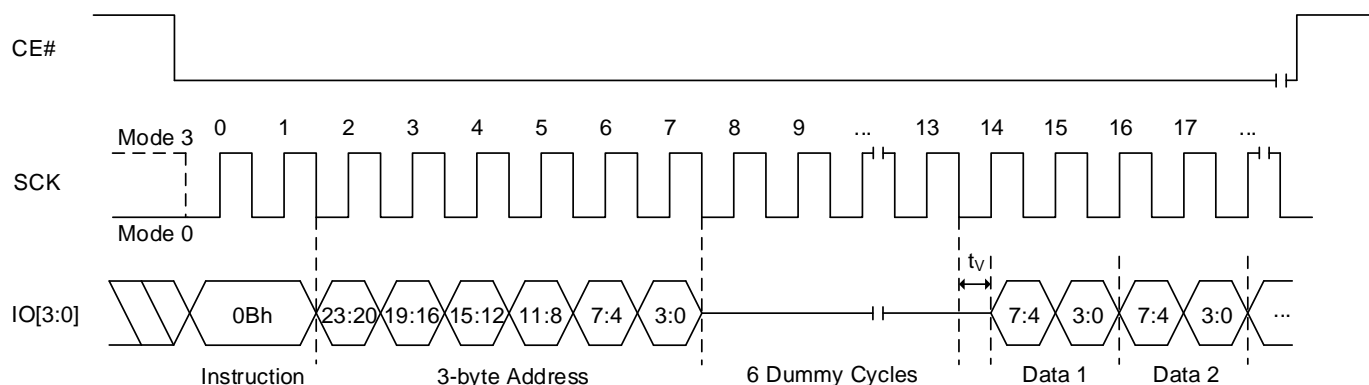 CE#
Mode 3
0 1 2 3 4 5 6 7 8 9 ... 13 14 15 16 17 ...
SCK
Mode 0
tV
IO[3:0]
0Bh 23:20 19:16 15:12 11:8 7:4 3:0 7:4 3:0 7:4 3:0 ...
Instruction 3-byte Address 6 Dummy Cycles Data 1 Data 2